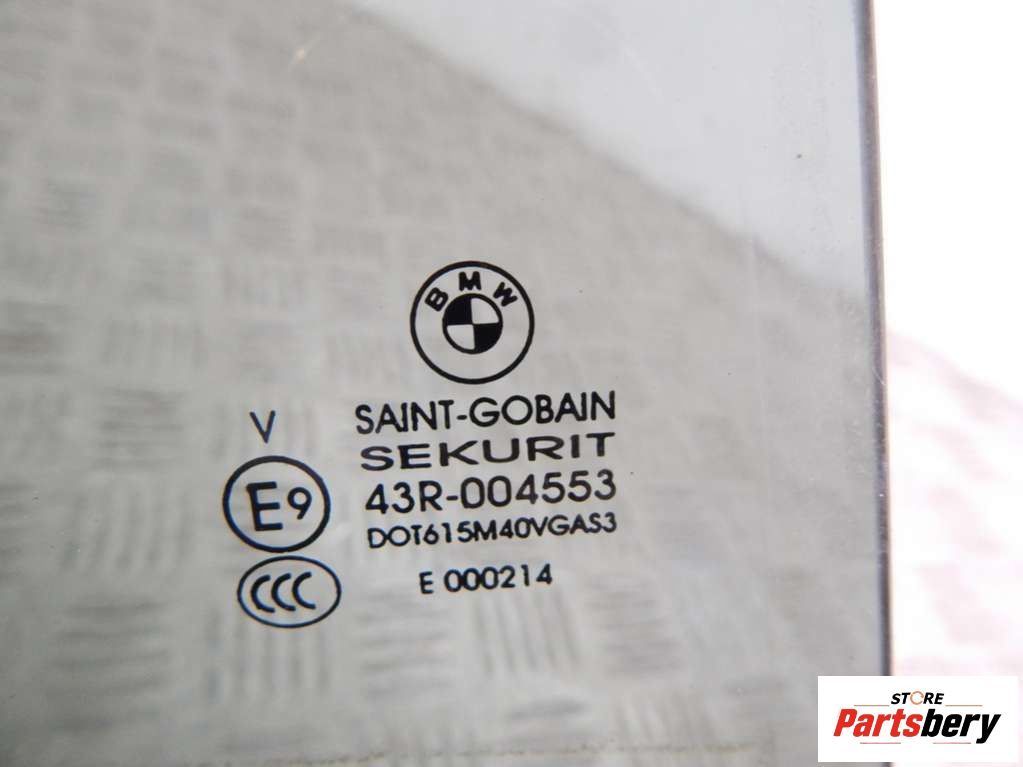 BMW
SAINT-GOBAIN
V
SEKURIT
E9
43R-004553
DOT615M40VGAS3
CCC
E 000214
STORE
Partsbery